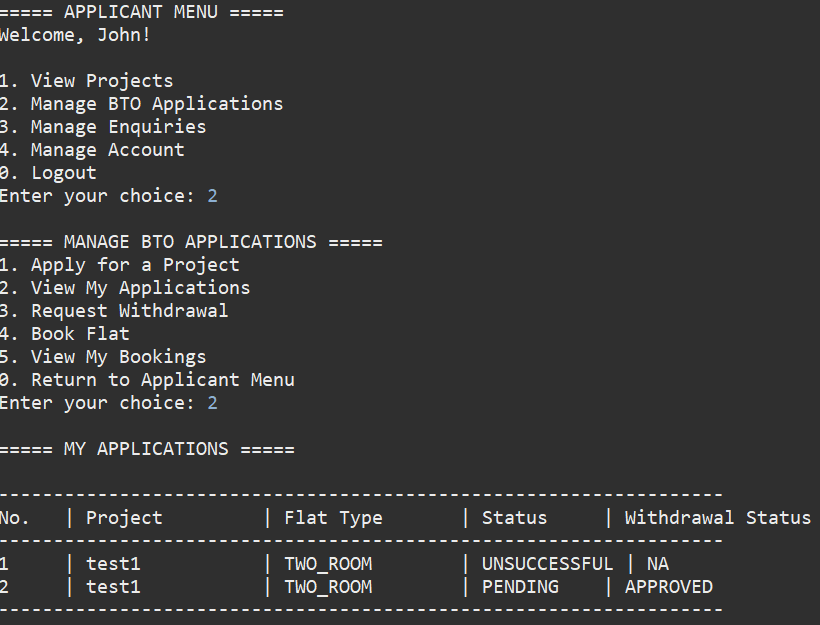 ===== APPLICANT MENU =====
Welcome, John!
1. View Projects
2. Manage BTO Applications
3. Manage Enquiries
4. Manage Account
0. Logout
Enter your choice: 2
===== MANAGE BTO APPLICATIONS =====
1. Apply for a Project
2. View My Applications
3. Request Withdrawal
4. Book Flat
5. View My Bookings
0. Return to Applicant Menu
Enter your choice: 2
===== MY APPLICATIONS =====
------------------------------------------------------------------
No.   | Project         | Flat Type       | Status     | Withdrawal Status
------------------------------------------------------------------
1     | test1           | TWO_ROOM        | UNSUCCESSFUL | NA
2     | test1           | TWO_ROOM        | PENDING    | APPROVED
------------------------------------------------------------------